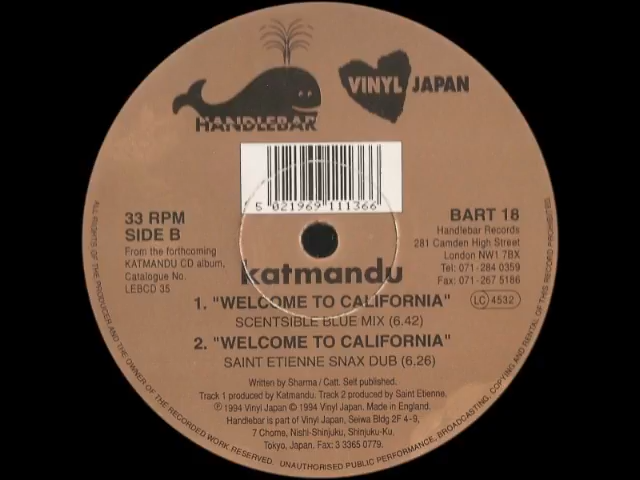 HANDLEBAR
VINYL JAPAN
5 021969 111366
33 RPM
SIDE B
From the forthcoming
KATMANDU CD album,
Catalogue No.
LEBCD 35
BART 18
Handlebar Records
281 Camden High Street
London NW1 7BX
Tel: 071-284 0359
Fax: 071-267 5186
LC 4532
katmandu
1. "WELCOME TO CALIFORNIA"
SCENTSIBLE BLUE MIX (6.42)
2. "WELCOME TO CALIFORNIA"
SAINT ETIENNE SNAX DUB (6.26)
Written by Sharma / Catt. Self published.
Track 1 produced by Katmandu. Track 2 produced by Saint Etienne.
℗ 1994 Vinyl Japan © 1994 Vinyl Japan. Made in England.
Handlebar is part of Vinyl Japan, Seiwa Bldg 2F 4-9,
7 Chome, Nishi-Shinjuku, Shinjuku-Ku,
Tokyo, Japan. Fax: 3 3365 0779.
ALL RIGHTS OF THE PRODUCER AND THE OWNER OF THE RECORDED WORK RESERVED. UNAUTHORISED PUBLIC PERFORMANCE, BROADCASTING, COPYING AND RENTAL OF THIS RECORD PROHIBITED.